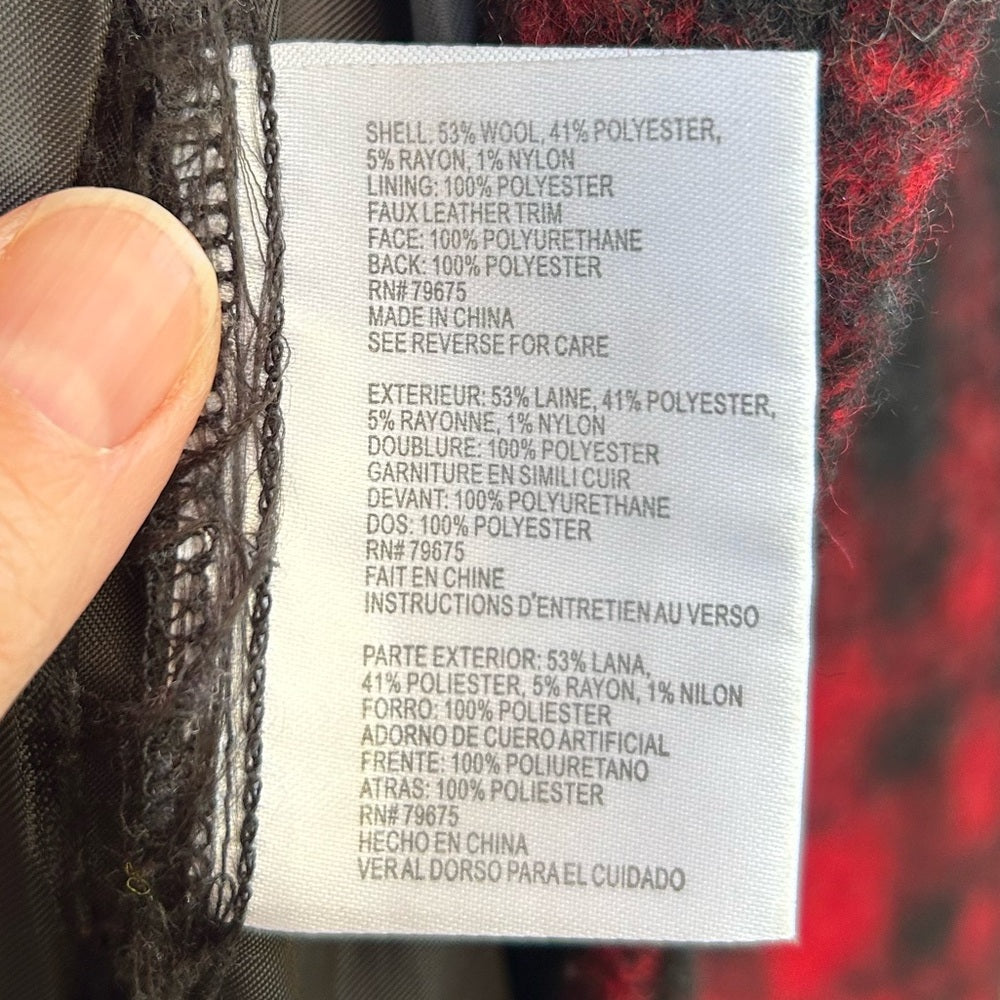 SHELL: 53% WOOL, 41% POLYESTER,
5% RAYON, 1% NYLON
LINING: 100% POLYESTER
FAUX LEATHER TRIM
FACE: 100% POLYURETHANE
BACK: 100% POLYESTER
RN# 79675
MADE IN CHINA
SEE REVERSE FOR CARE
EXTERIEUR: 53% LAINE, 41% POLYESTER,
5% RAYONNE, 1% NYLON
DOUBLURE: 100% POLYESTER
GARNITURE EN SIMILI CUIR
DEVANT: 100% POLYURETHANE
DOS: 100% POLYESTER
RN# 79675
FAIT EN CHINE
INSTRUCTIONS D'ENTRETIEN AU VERSO
PARTE EXTERIOR: 53% LANA,
41% POLIESTER, 5% RAYON, 1% NILON
FORRO: 100% POLIESTER
ADORNO DE CUERO ARTIFICIAL
FRENTE: 100% POLIURETANO
ATRAS: 100% POLIESTER
RN# 79675
HECHO EN CHINA
VER AL DORSO PARA EL CUIDADO